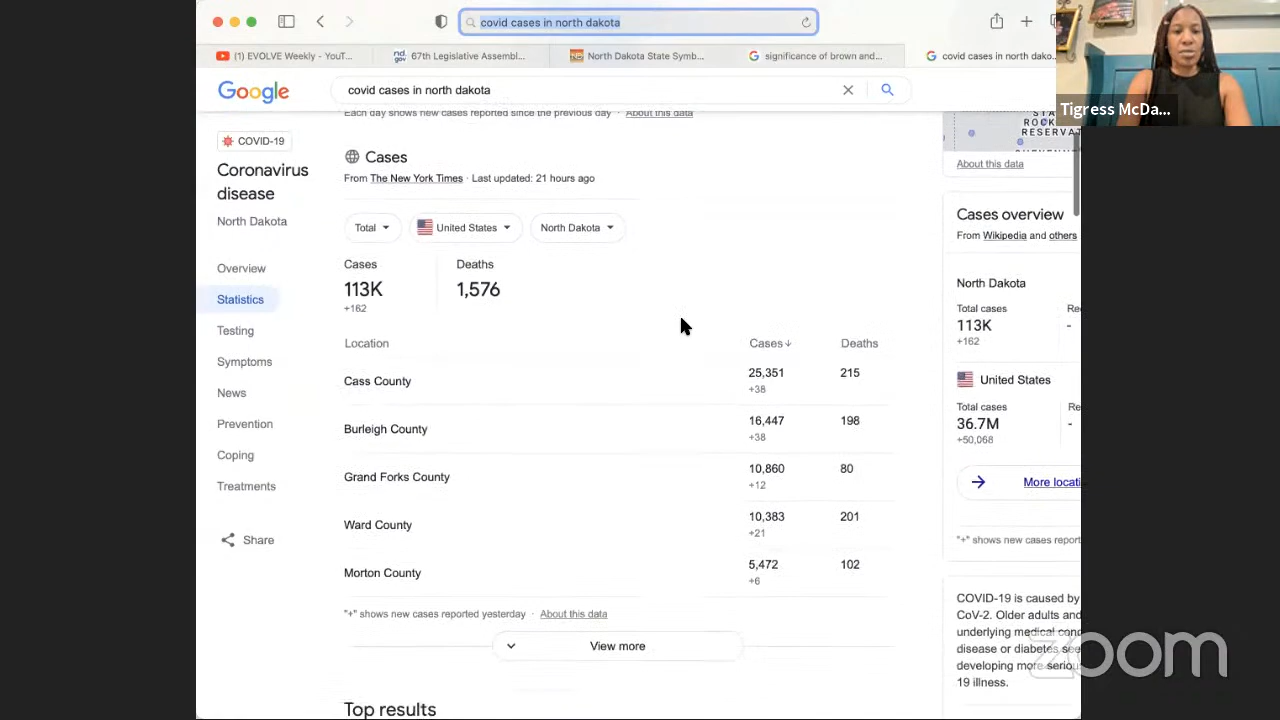 covid cases in north dakota
(1) EVOLVE Weekly - YouT...
nd.gov 67th Legislative Assembl...
North Dakota State Symb...
significance of brown and...
covid cases in north dako...
Tigress McDa...
Google
covid cases in north dakota
Each day shows new cases reported since the previous day · About this data
COVID-19
Coronavirus
disease
North Dakota
Overview
Statistics
Testing
Symptoms
News
Prevention
Coping
Treatments
Share
Cases
From The New York Times · Last updated: 21 hours ago
Total
United States
North Dakota
Cases Deaths
113K 1,576
+162
Location Cases Deaths
Cass County 25,351 215
+38
Burleigh County 16,447 198
+38
Grand Forks County 10,860 80
+12
Ward County 10,383 201
+21
Morton County 5,472 102
+6
"+" shows new cases reported yesterday · About this data
View more
Top results
ROCK
RESERVAT
About this data
Cases overview
From Wikipedia and others
North Dakota
Total cases Re
113K -
+162
United States
Total cases Re
36.7M -
+50,068
More locati
"+" shows new cases report
COVID-19 is caused by
CoV-2. Older adults and
underlying medical cond
disease or diabetes see
developing more seriou
19 illness.
zoom